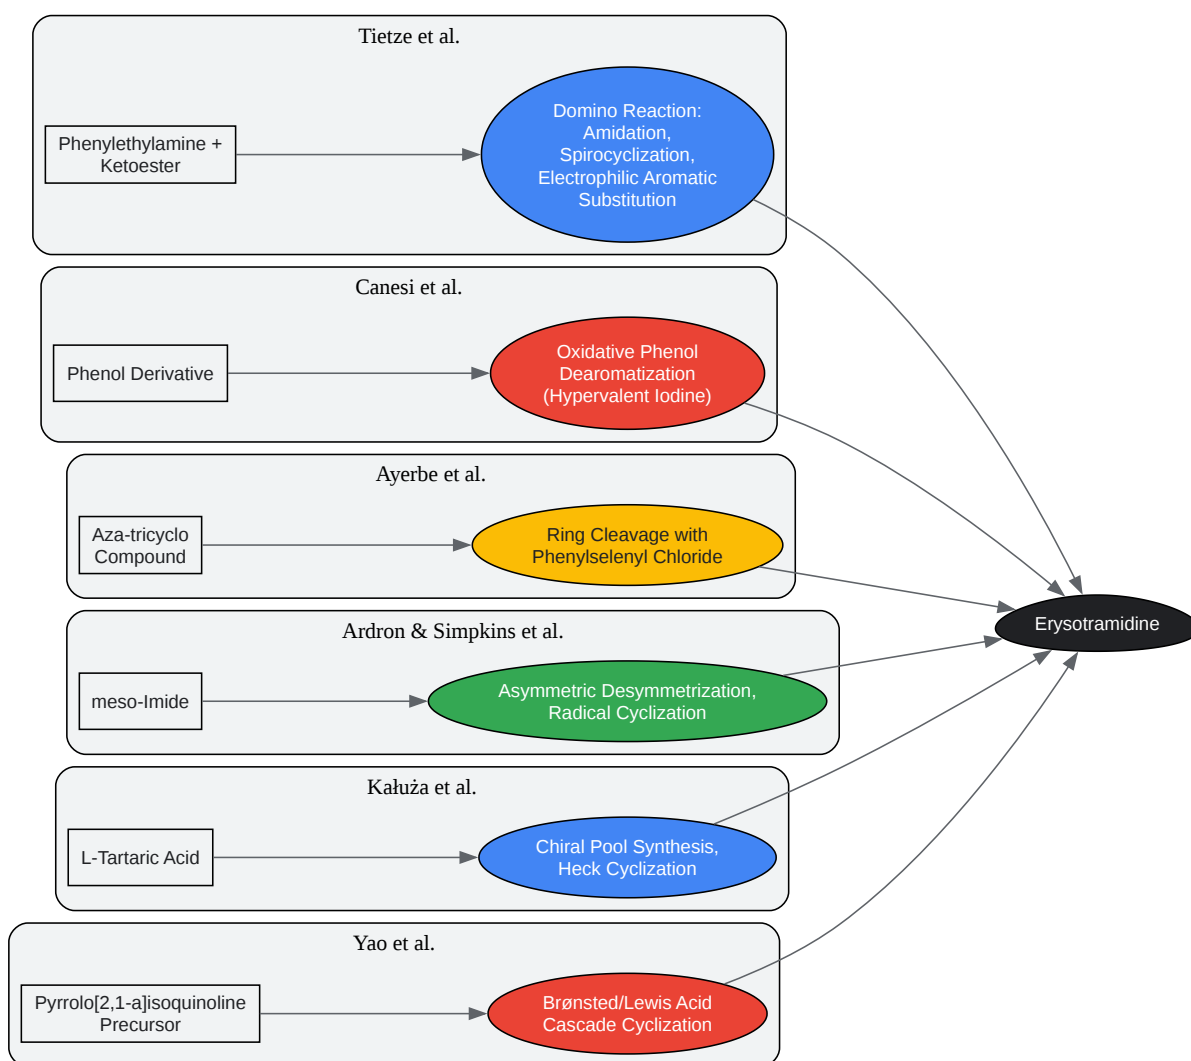 Tietze et al.
Phenylethylamine +
Ketoester
Domino Reaction:
Amidation,
Spirocyclization,
Electrophilic Aromatic
Substitution
Canesi et al.
Phenol Derivative
Oxidative Phenol
Dearomatization
(Hypervalent Iodine)
Ayerbe et al.
Aza-tricyclo
Compound
Ring Cleavage with
Phenylselenyl Chloride
Erysotramidine
Ardron & Simpkins et al.
meso-Imide
Asymmetric Desymmetrization,
Radical Cyclization
Kałuża et al.
L-Tartaric Acid
Chiral Pool Synthesis,
Heck Cyclization
Yao et al.
Pyrrolo[2,1-a]isoquinoline
Precursor
Brønsted/Lewis Acid
Cascade Cyclization